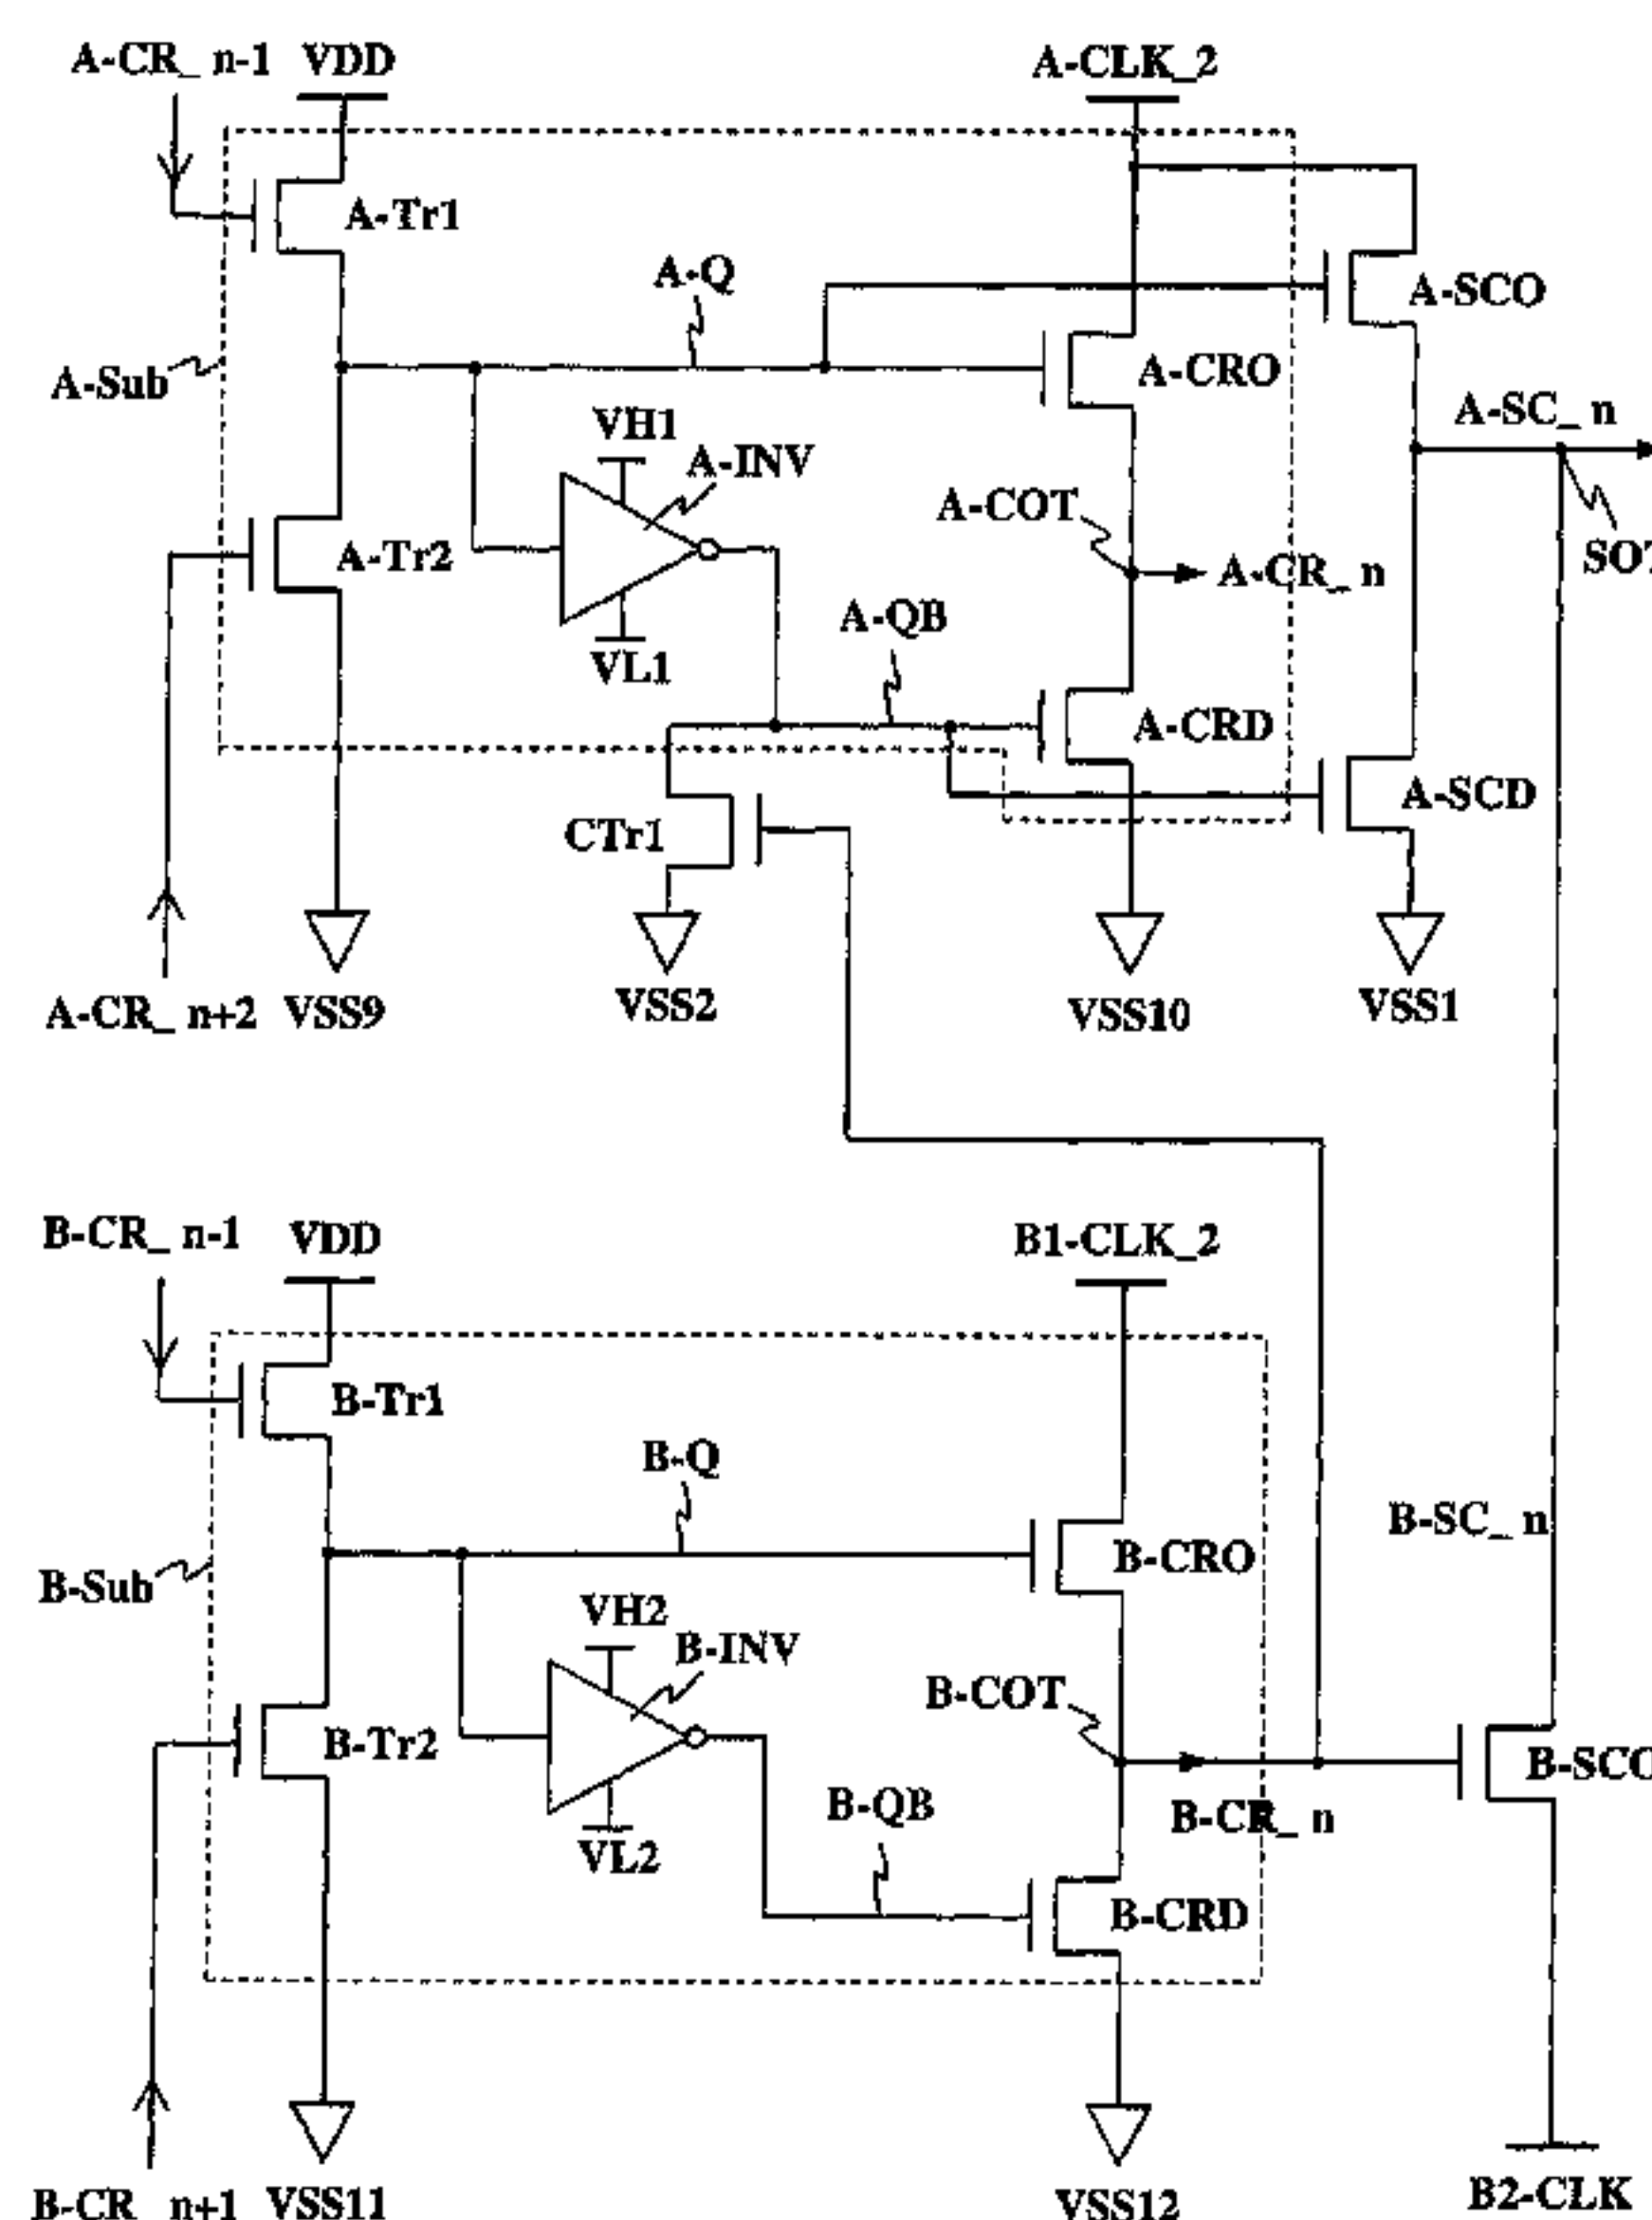 A-CR_ n-1
VDD
A-CLK_2
A-Tr1
A-Q
A-SCO
A-Sub
A-CRO
VH1
A-INV
A-SC_ n
A-COT
A-Tr2
A-CR_ n
A-QB
VL1
A-CRD
A-SCD
CTr1
A-CR_ n+2
VSS9
VSS2
VSS10
VSS1
B-CR_ n-1
VDD
B1-CLK_2
B-Tr1
B-Q
B-SC_ n
B-CRO
B-Sub
VH2
B-INV
B-COT
B-Tr2
B-QB
B-CR_ n
VL2
B-CRD
B-CR_ n+1
VSS11
VSS12
B2-CLK